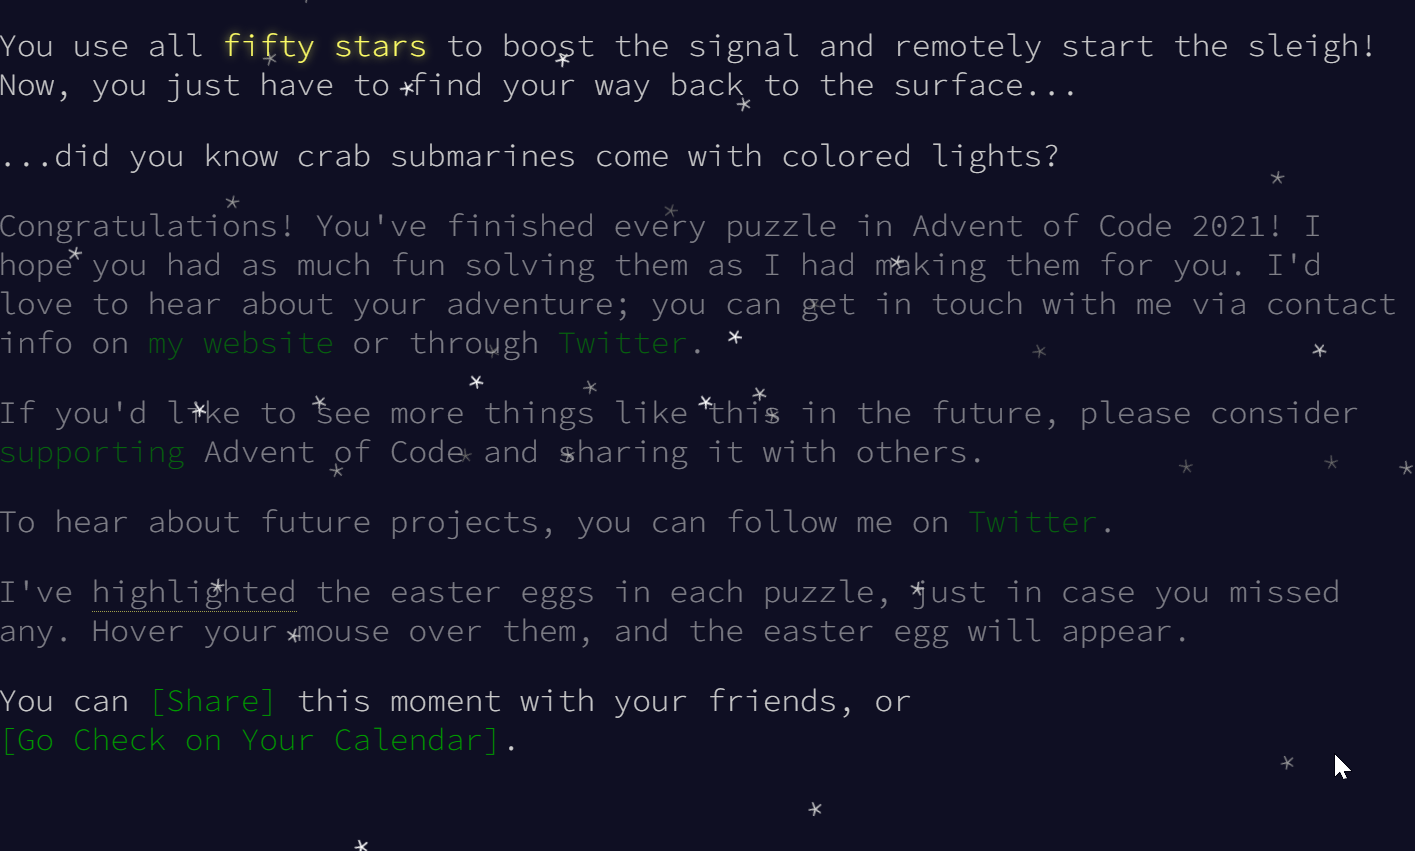 You use all fifty stars to boost the signal and remotely start the sleigh!
Now, you just have to find your way back to the surface...
...did you know crab submarines come with colored lights?
Congratulations! You've finished every puzzle in Advent of Code 2021! I
hope you had as much fun solving them as I had making them for you. I'd
love to hear about your adventure; you can get in touch with me via contact
info on my website or through Twitter.
If you'd like to see more things like this in the future, please consider
supporting Advent of Code and sharing it with others.
To hear about future projects, you can follow me on Twitter.
I've highlighted the easter eggs in each puzzle, just in case you missed
any. Hover your mouse over them, and the easter egg will appear.
You can [Share] this moment with your friends, or
[Go Check on Your Calendar].